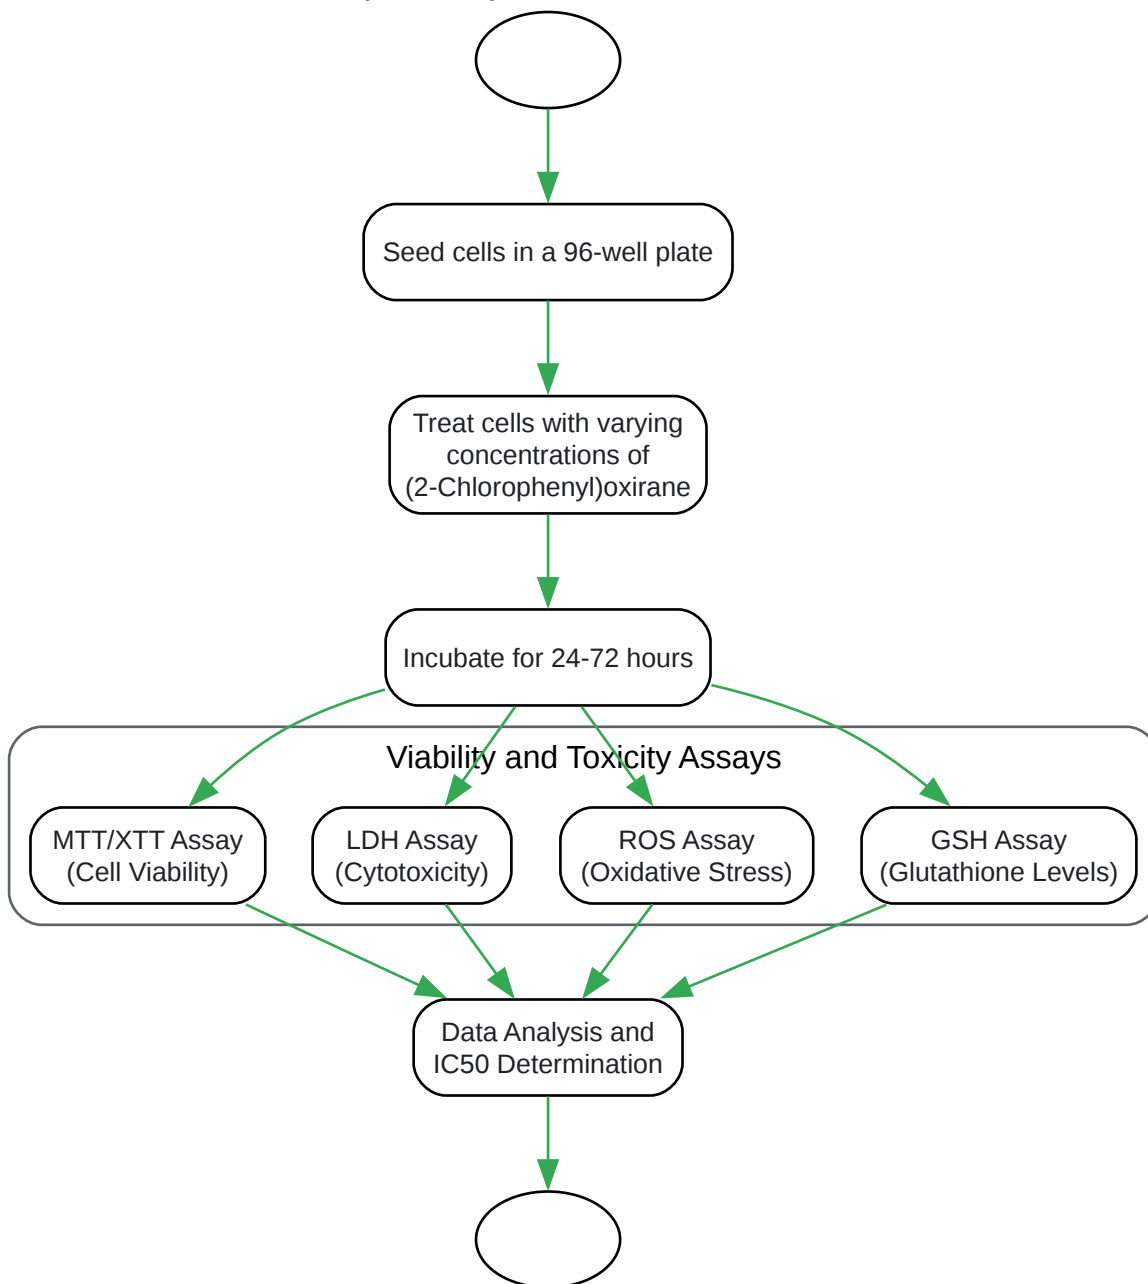 Seed cells in a 96-well plate
Treat cells with varying
concentrations of
(2-Chlorophenyl)oxirane
Incubate for 24-72 hours
Viability and Toxicity Assays
MTT/XTT Assay
(Cell Viability)
LDH Assay
(Cytotoxicity)
ROS Assay
(Oxidative Stress)
GSH Assay
(Glutathione Levels)
Data Analysis and
IC50 Determination